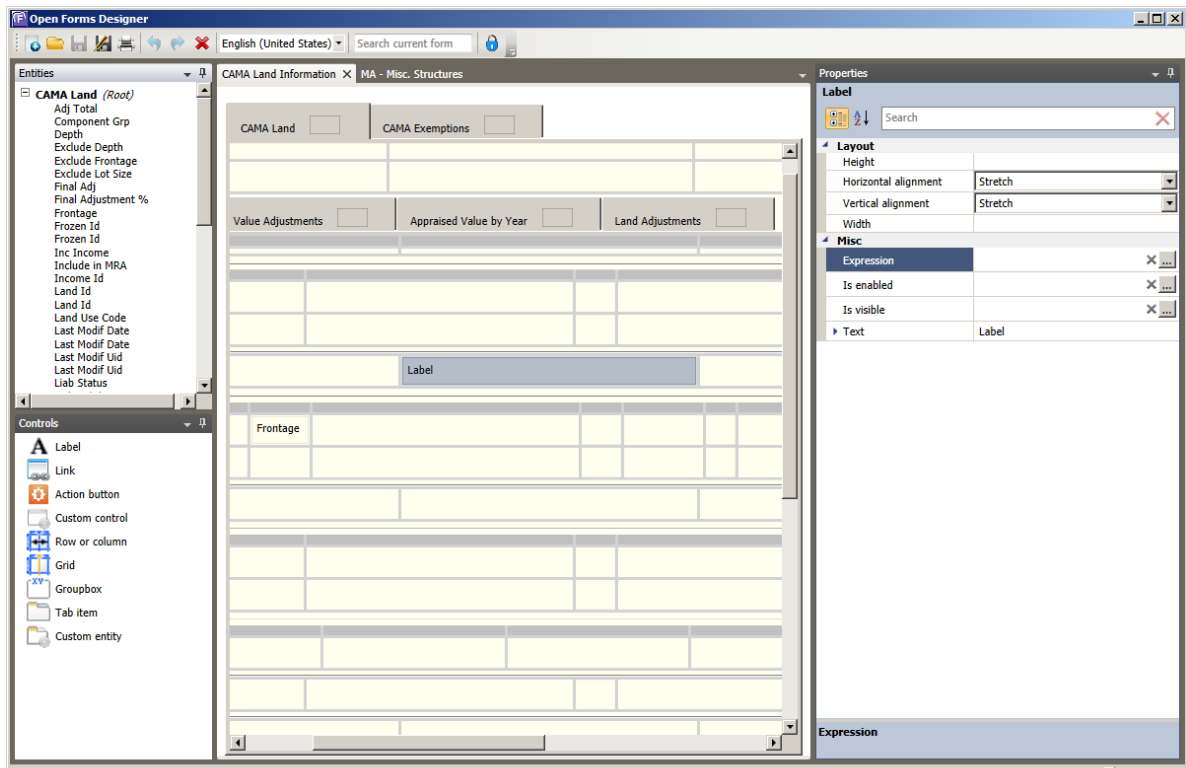 Open Forms Designer
English (United States)
Search current form
Entities
CAMA Land (Root)
Adj Total
Component Grp
Depth
Exclude Depth
Exclude Frontage
Exclude Lot Size
Final Adj
Final Adjustment %
Frontage
Frozen Id
Frozen Id
Inc Income
Include in MRA
Income Id
Land Id
Land Id
Land Use Code
Last Modif Date
Last Modif Date
Last Modif Uid
Last Modif Uid
Liab Status
Controls
A Label
Link
Action button
Custom control
Row or column
Grid
XY Groupbox
Tab item
Custom entity
CAMA Land Information
MA - Misc. Structures
CAMA Land
CAMA Exemptions
Value Adjustments
Appraised Value by Year
Land Adjustments
Label
Frontage
Properties
Label
Search
Layout
Height
Horizontal alignment Stretch
Vertical alignment Stretch
Width
Misc
Expression ...
Is enabled ...
Is visible ...
Text Label
Expression